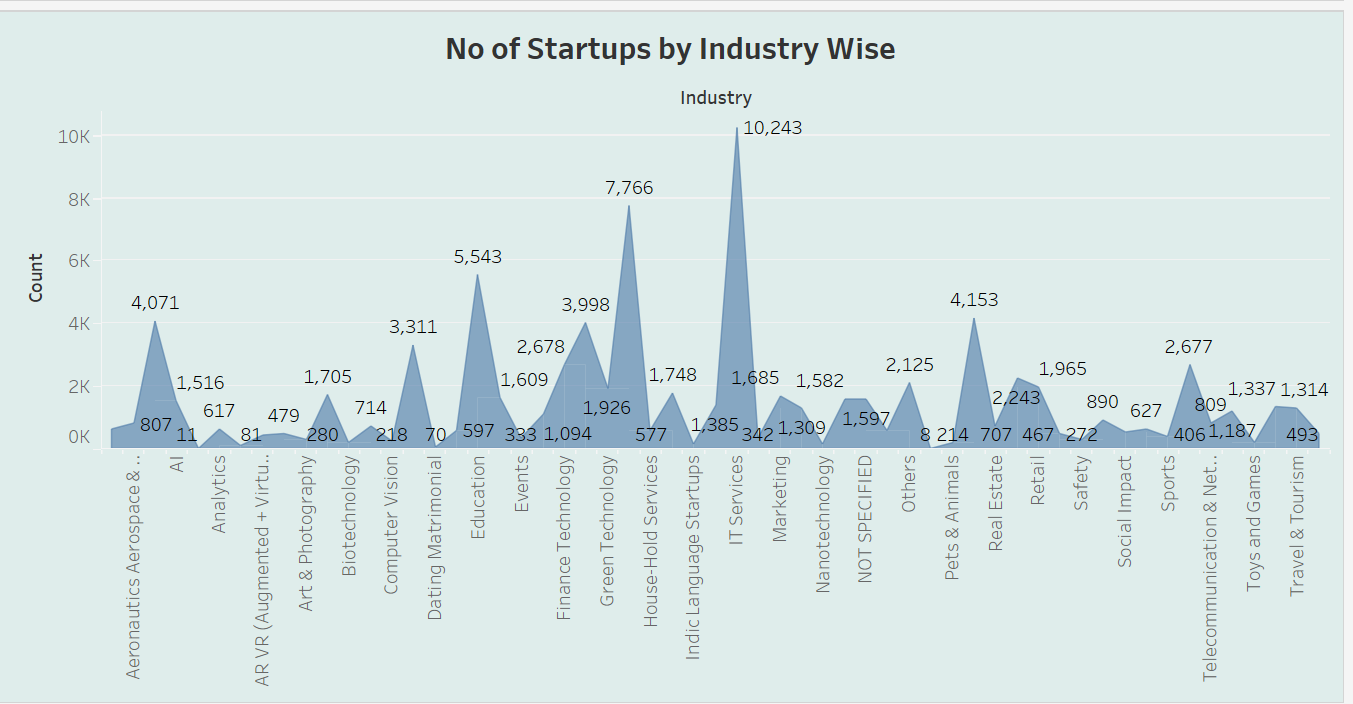 No of Startups by Industry Wise
Industry
Count
10K
8K
6K
4K
2K
0K
807
4,071
1,516
11
617
81
479
280
1,705
714
218
3,311
70
597
5,543
1,609
333
1,094
2,678
3,998
1,926
7,766
577
1,748
1,385
10,243
342
1,685
1,309
1,582
1,597
2,125
8
214
4,153
707
2,243
1,965
467
272
890
627
406
2,677
809
1,187
1,337
1,314
493
Aeronautics Aerospace & ..
AI
Analytics
AR VR (Augmented + Virtu..
Art & Photography
Biotechnology
Computer Vision
Dating Matrimonial
Education
Events
Finance Technology
Green Technology
House-Hold Services
Indic Language Startups
IT Services
Marketing
Nanotechnology
NOT SPECIFIED
Others
Pets & Animals
Real Estate
Retail
Safety
Social Impact
Sports
Telecommunication & Net..
Toys and Games
Travel & Tourism